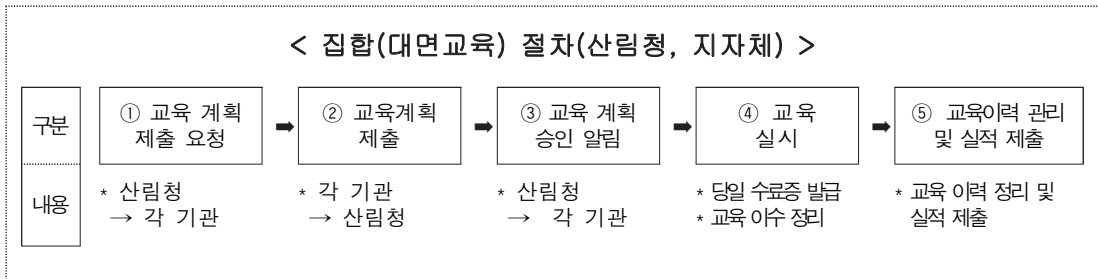 < 집합(대면교육) 절차(산림청, 지자체) >
구분
① 교육 계획
제출 요청
➡
② 교육계획
제출
➡
③ 교육 계획
승인 알림
➡
④ 교육
실시
➡
⑤ 교육이력 관리
및 실적 제출
내용
* 산림청
→ 각 기관
* 각 기관
→ 산림청
* 산림청
→ 각 기관
* 당일 수료증 발급
* 교육 이수 정리
* 교육 이력 정리 및
실적 제출